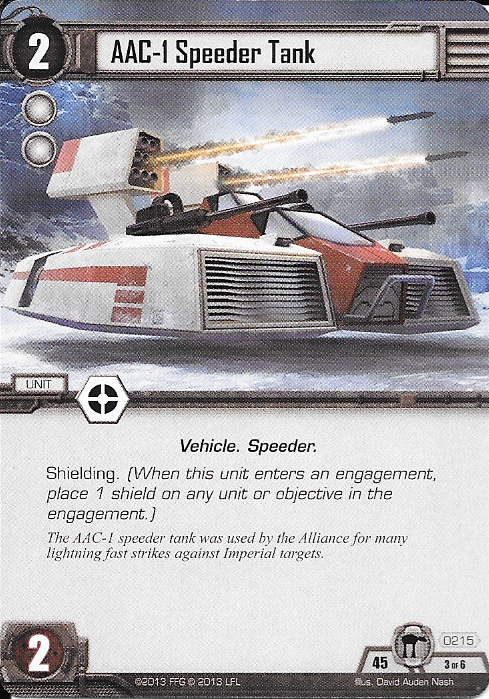 2
AAC-1 Speeder Tank
UNIT
Vehicle. Speeder.
Shielding. (When this unit enters an engagement,
place 1 shield on any unit or objective in the
engagement.)
The AAC-1 speeder tank was used by the Alliance for many
lightning fast strikes against Imperial targets.
2
©2013 FFG © 2013 LFL
Illus. David Auden Nash
45
3 OF 6
0215